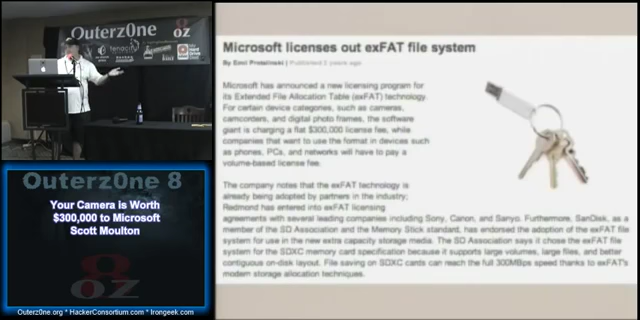 Outerz0ne
8
OZ
tenacity
Microsoft licenses out exFAT file system
By Emil Protalinski | Published 2 years ago
Microsoft has announced a new licensing program for
its Extended File Allocation Table (exFAT) technology.
For certain device categories, such as cameras,
camcorders, and digital photo frames, the software
giant is charging a flat $300,000 license fee, while
companies that want to use the format in devices such
as phones, PCs, and networks will have to pay a
volume-based license fee.
The company notes that the exFAT technology is
already being adopted by partners in the industry;
Redmond has entered into exFAT licensing
agreements with several leading companies including Sony, Canon, and Sanyo. Furthermore, SanDisk, as a
member of the SD Association and the Memory Stick standard, has endorsed the adoption of the exFAT file
system for use in the new extra capacity storage media. The SD Association says it chose the exFAT file
system for the SDXC memory card specification because it supports large volumes, large files, and better
contiguous on-disk layout. File saving on SDXC cards can reach the full 300MBps speed thanks to exFAT's
modern storage allocation techniques.
Outerz0ne 8
Your Camera is Worth
$300,000 to Microsoft
Scott Moulton
8
OZ
Outerz0ne.org * HackerConsortium.com * Irongeek.com